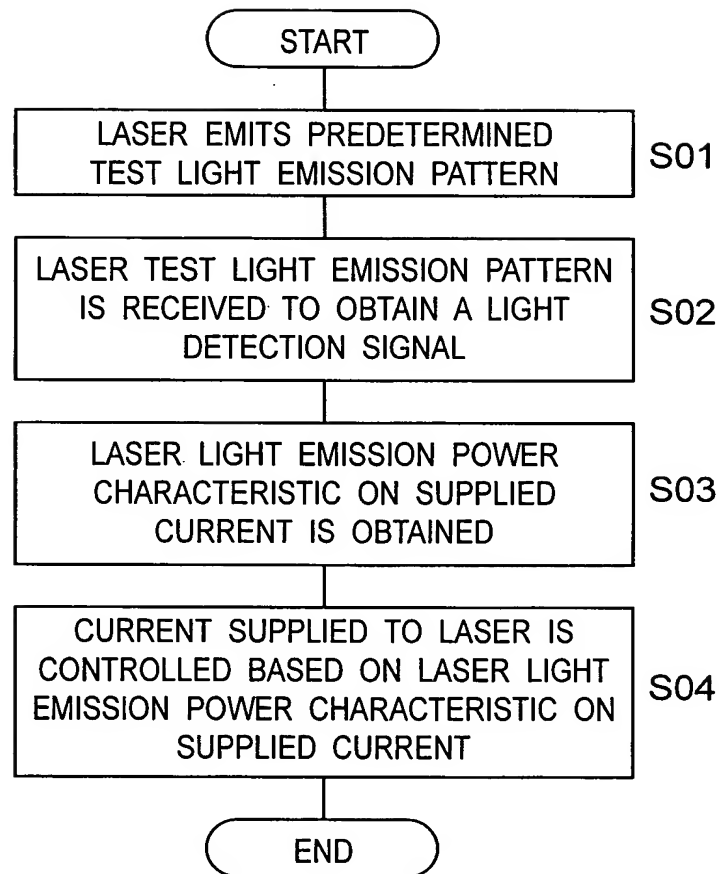 START
LASER EMITS PREDETERMINED
TEST LIGHT EMISSION PATTERN
S01
LASER TEST LIGHT EMISSION PATTERN
IS RECEIVED TO OBTAIN A LIGHT
DETECTION SIGNAL
S02
LASER LIGHT EMISSION POWER
CHARACTERISTIC ON SUPPLIED
CURRENT IS OBTAINED
S03
CURRENT SUPPLIED TO LASER IS
CONTROLLED BASED ON LASER LIGHT
EMISSION POWER CHARACTERISTIC ON
SUPPLIED CURRENT
S04
END